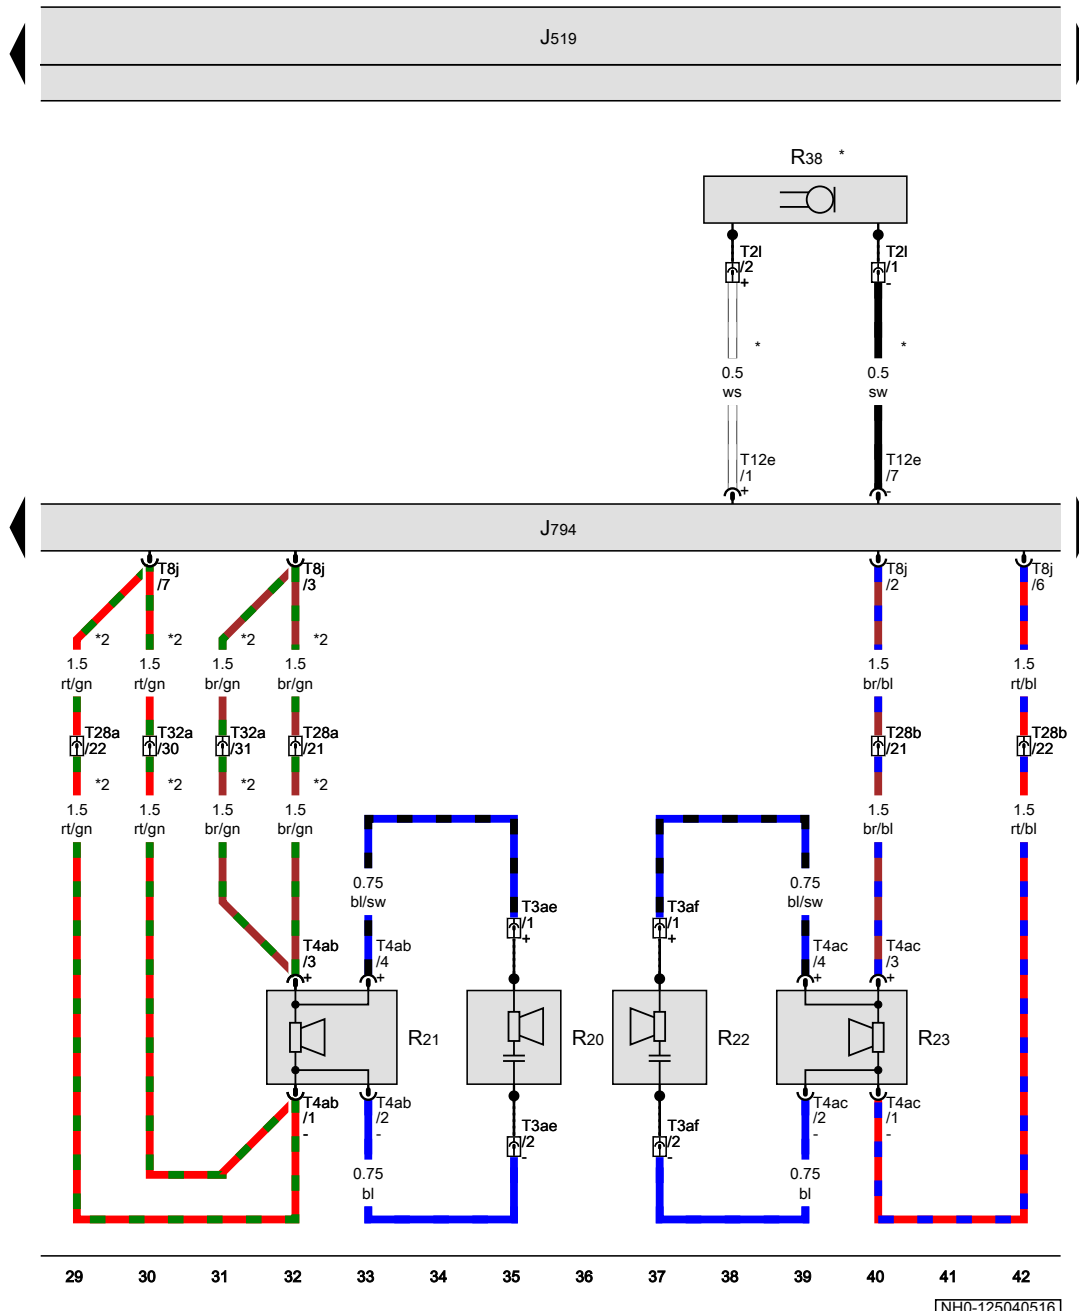 J519
R38 *
T2l
/2
+
T2l
/1
-
*
*
0.5
ws
0.5
sw
T12e
/1
+
T12e
/7
-
J794
T8j
/7
T8j
/3
T8j
/2
T8j
/6
*2
*2
*2
*2
1.5
rt/gn
1.5
rt/gn
1.5
br/gn
1.5
br/gn
1.5
br/bl
1.5
rt/bl
T28a
/22
T32a
/30
T32a
/31
T28a
/21
T28b
/21
T28b
/22
*2
*2
*2
*2
1.5
rt/gn
1.5
rt/gn
1.5
br/gn
1.5
br/gn
1.5
br/bl
1.5
rt/bl
0.75
bl/sw
0.75
bl/sw
T3ae
/1
+
T3af
/1
+
T4ab
/3
+
T4ab
/4
+
T4ac
/4
+
T4ac
/3
+
R21
R20
R22
R23
T4ab
/1
-
T4ab
/2
-
T3ae
/2
-
T3af
/2
-
T4ac
/2
-
T4ac
/1
-
0.75
bl
0.75
bl
29 30 31 32 33 34 35 36 37 38 39 40 41 42
NH0-125040516